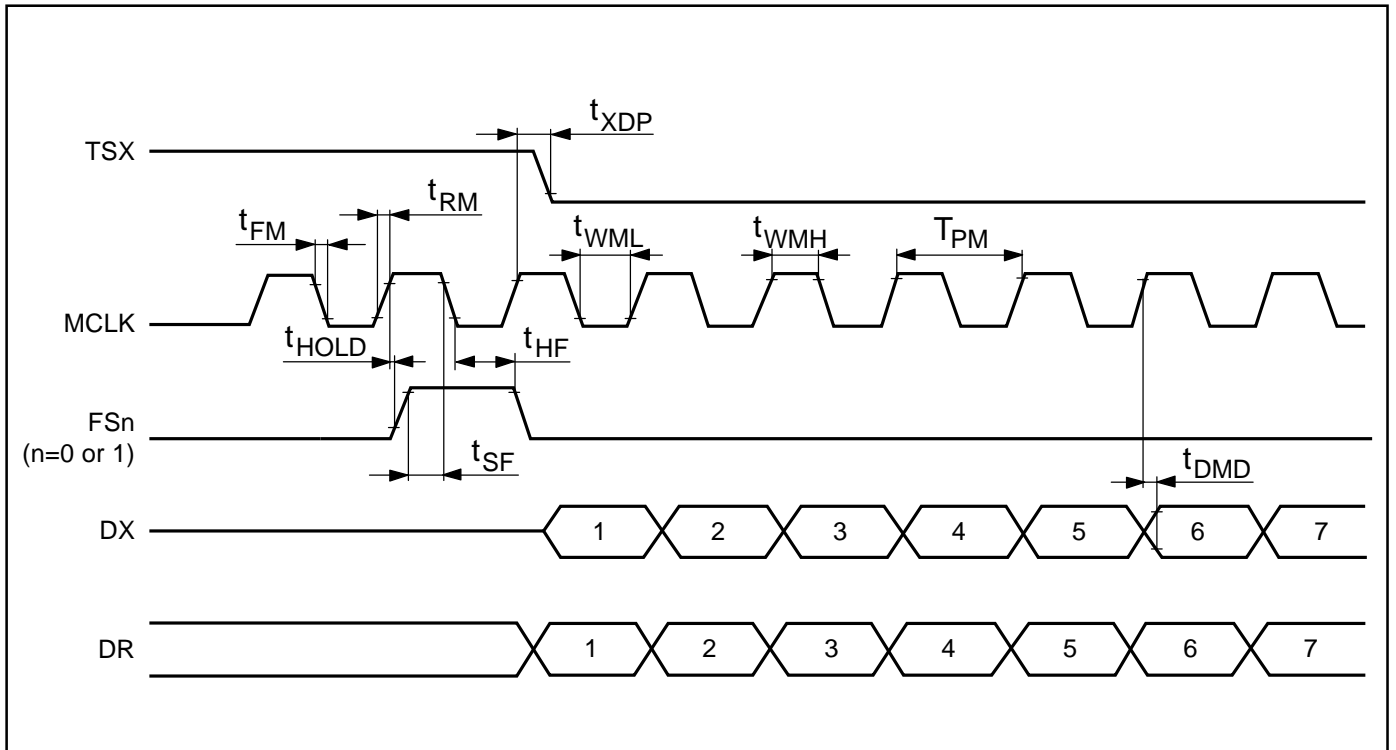 tXDP
TSX
tRM
tFM
tWML
tWMH
TPM
MCLK
tHOLD
tHF
FSn
(n=0 or 1)
tSF
tDMD
DX
1 2 3 4 5 6 7
DR
1 2 3 4 5 6 7